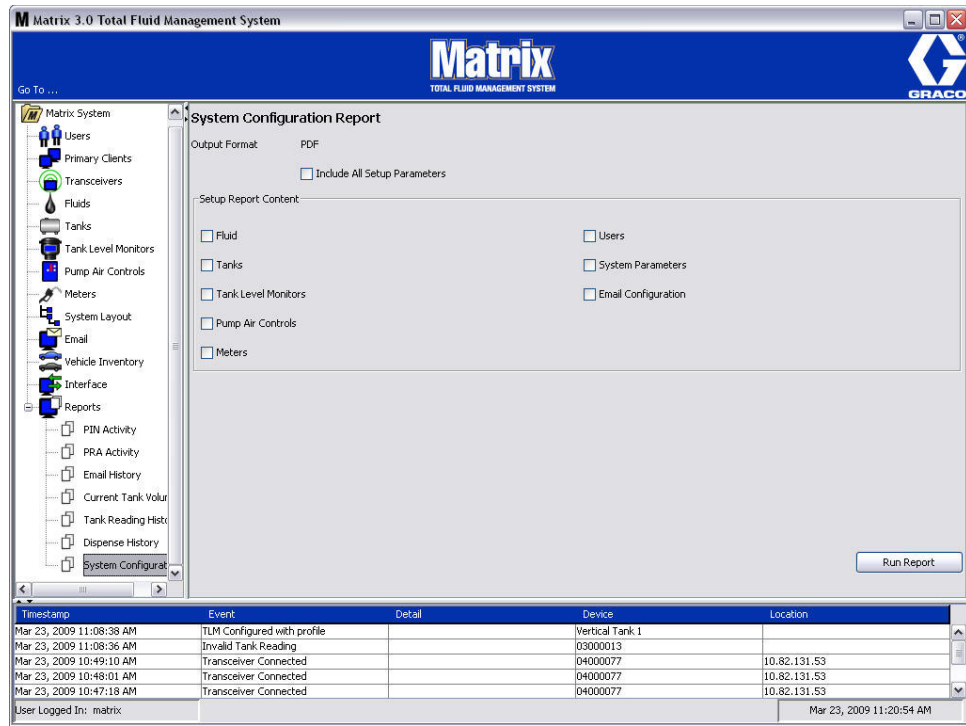 M Matrix 3.0 Total Fluid Management System
Matrix
TOTAL FLUID MANAGEMENT SYSTEM
G
GRACO
Go To ...
Matrix System
Users
Primary Clients
Transceivers
Fluids
Tanks
Tank Level Monitors
Pump Air Controls
Meters
System Layout
Email
Vehicle Inventory
Interface
Reports
PIN Activity
PRA Activity
Email History
Current Tank Volur
Tank Reading Histo
Dispense History
System Configurat
System Configuration Report
Output Format PDF
Include All Setup Parameters
Setup Report Content
Fluid
Tanks
Tank Level Monitors
Pump Air Controls
Meters
Users
System Parameters
Email Configuration
Run Report
Timestamp Event Detail Device Location
Mar 23, 2009 11:08:38 AM TLM Configured with profile Vertical Tank 1
Mar 23, 2009 11:08:36 AM Invalid Tank Reading 03000013
Mar 23, 2009 10:49:10 AM Transceiver Connected 04000077 10.82.131.53
Mar 23, 2009 10:48:01 AM Transceiver Connected 04000077 10.82.131.53
Mar 23, 2009 10:47:18 AM Transceiver Connected 04000077 10.82.131.53
User Logged In: matrix Mar 23, 2009 11:20:54 AM